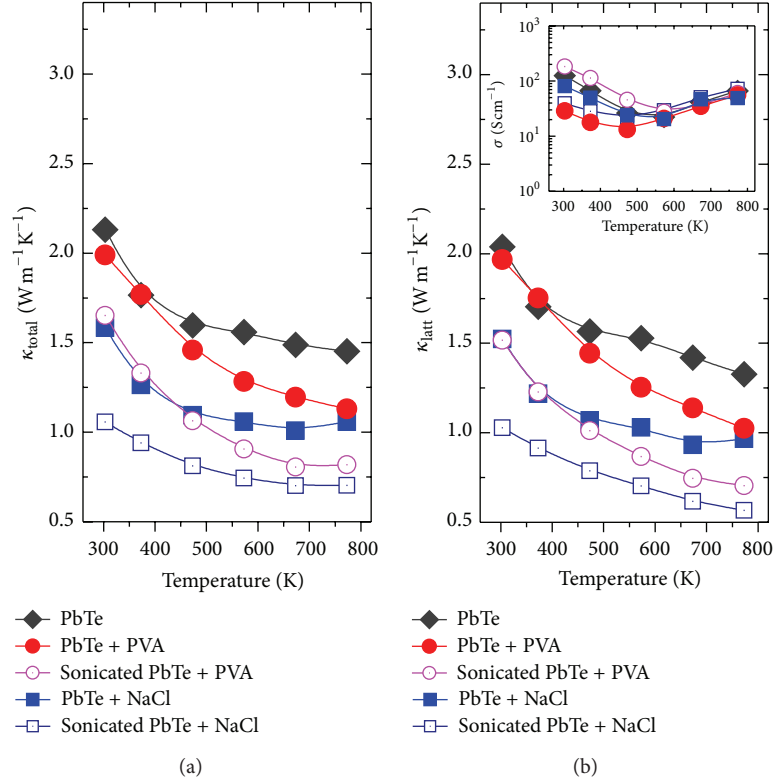 3.0
2.5
2.0
1.5
1.0
0.5
κtotal (W m−1 K−1)
300 400 500 600 700 800
Temperature (K)
PbTe
PbTe + PVA
Sonicated PbTe + PVA
PbTe + NaCl
Sonicated PbTe + NaCl
(a)
3.0
2.5
2.0
1.5
1.0
0.5
κlatt (W m−1 K−1)
103
102
101
100
σ (S cm−1)
300 400 500 600 700 800
Temperature (K)
300 400 500 600 700 800
Temperature (K)
PbTe
PbTe + PVA
Sonicated PbTe + PVA
PbTe + NaCl
Sonicated PbTe + NaCl
(b)